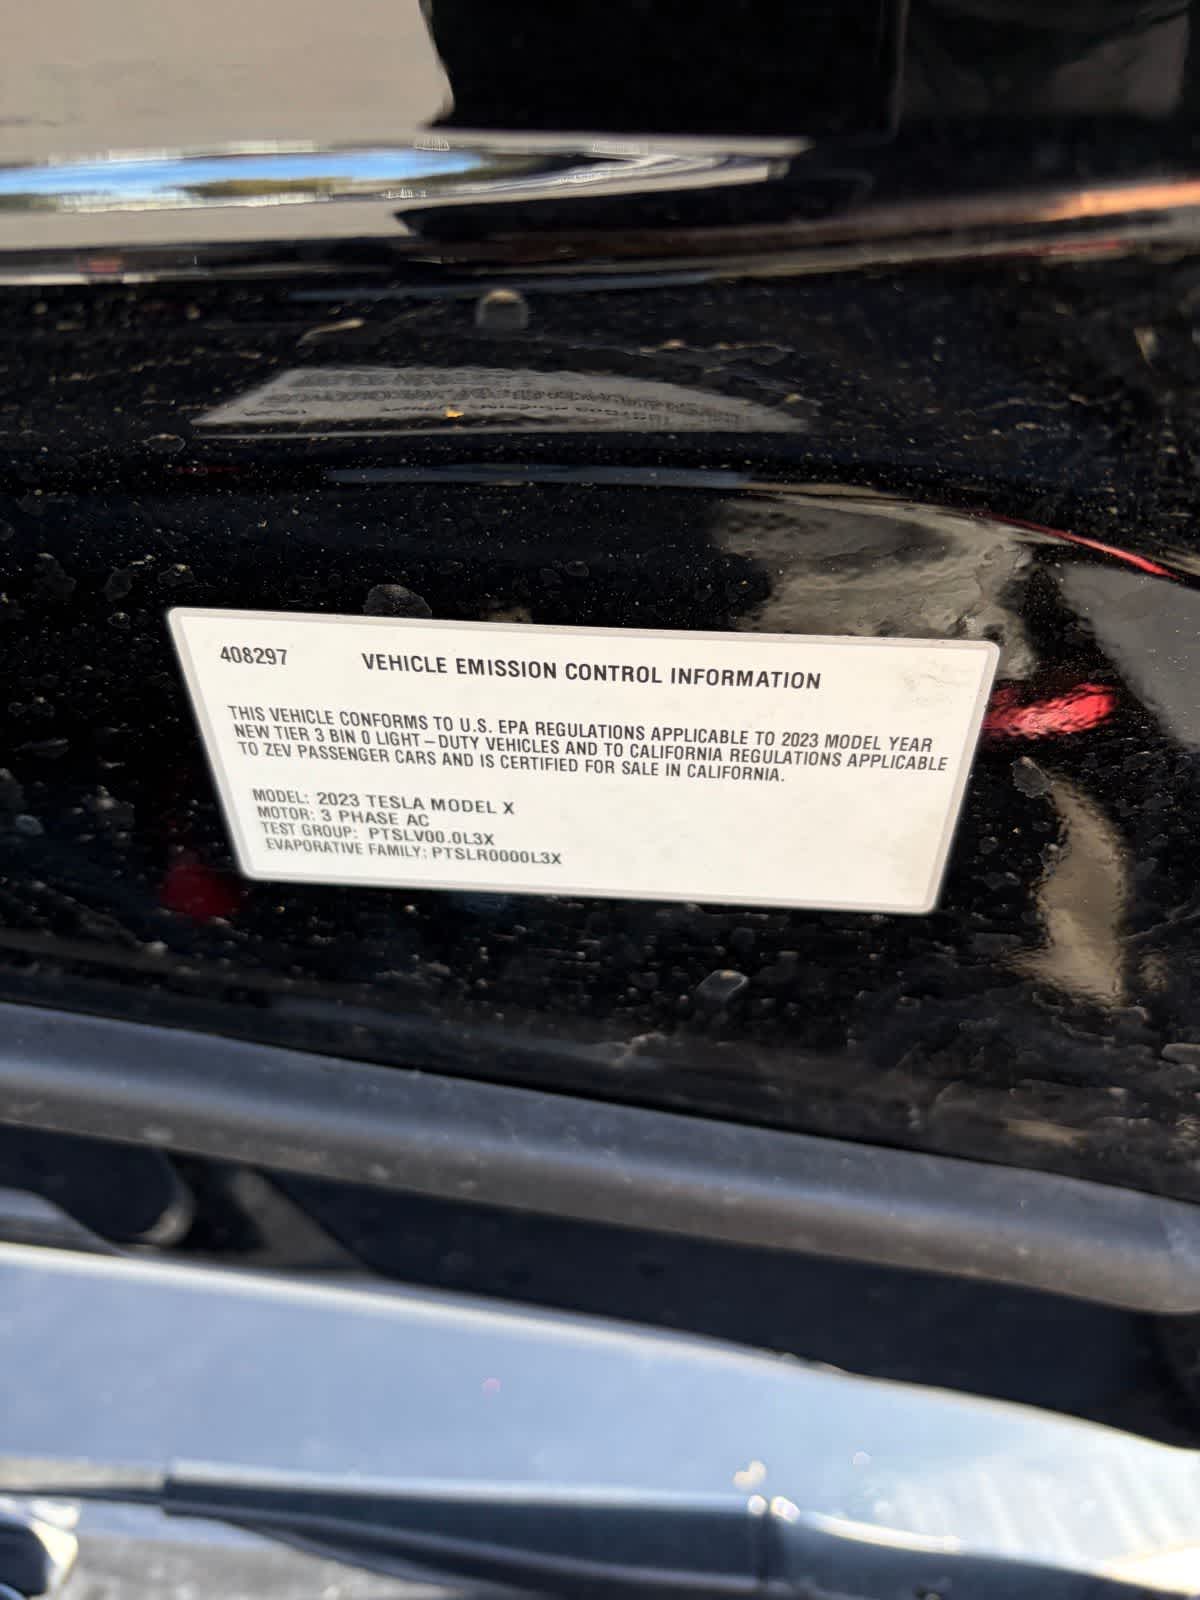 408297 VEHICLE EMISSION CONTROL INFORMATION
THIS VEHICLE CONFORMS TO U.S. EPA REGULATIONS APPLICABLE TO 2023 MODEL YEAR
NEW TIER 3 BIN 0 LIGHT-DUTY VEHICLES AND TO CALIFORNIA REGULATIONS APPLICABLE
TO ZEV PASSENGER CARS AND IS CERTIFIED FOR SALE IN CALIFORNIA.
MODEL: 2023 TESLA MODEL X
MOTOR: 3 PHASE AC
TEST GROUP: PTSLV00.0L3X
EVAPORATIVE FAMILY: PTSLR0000L3X